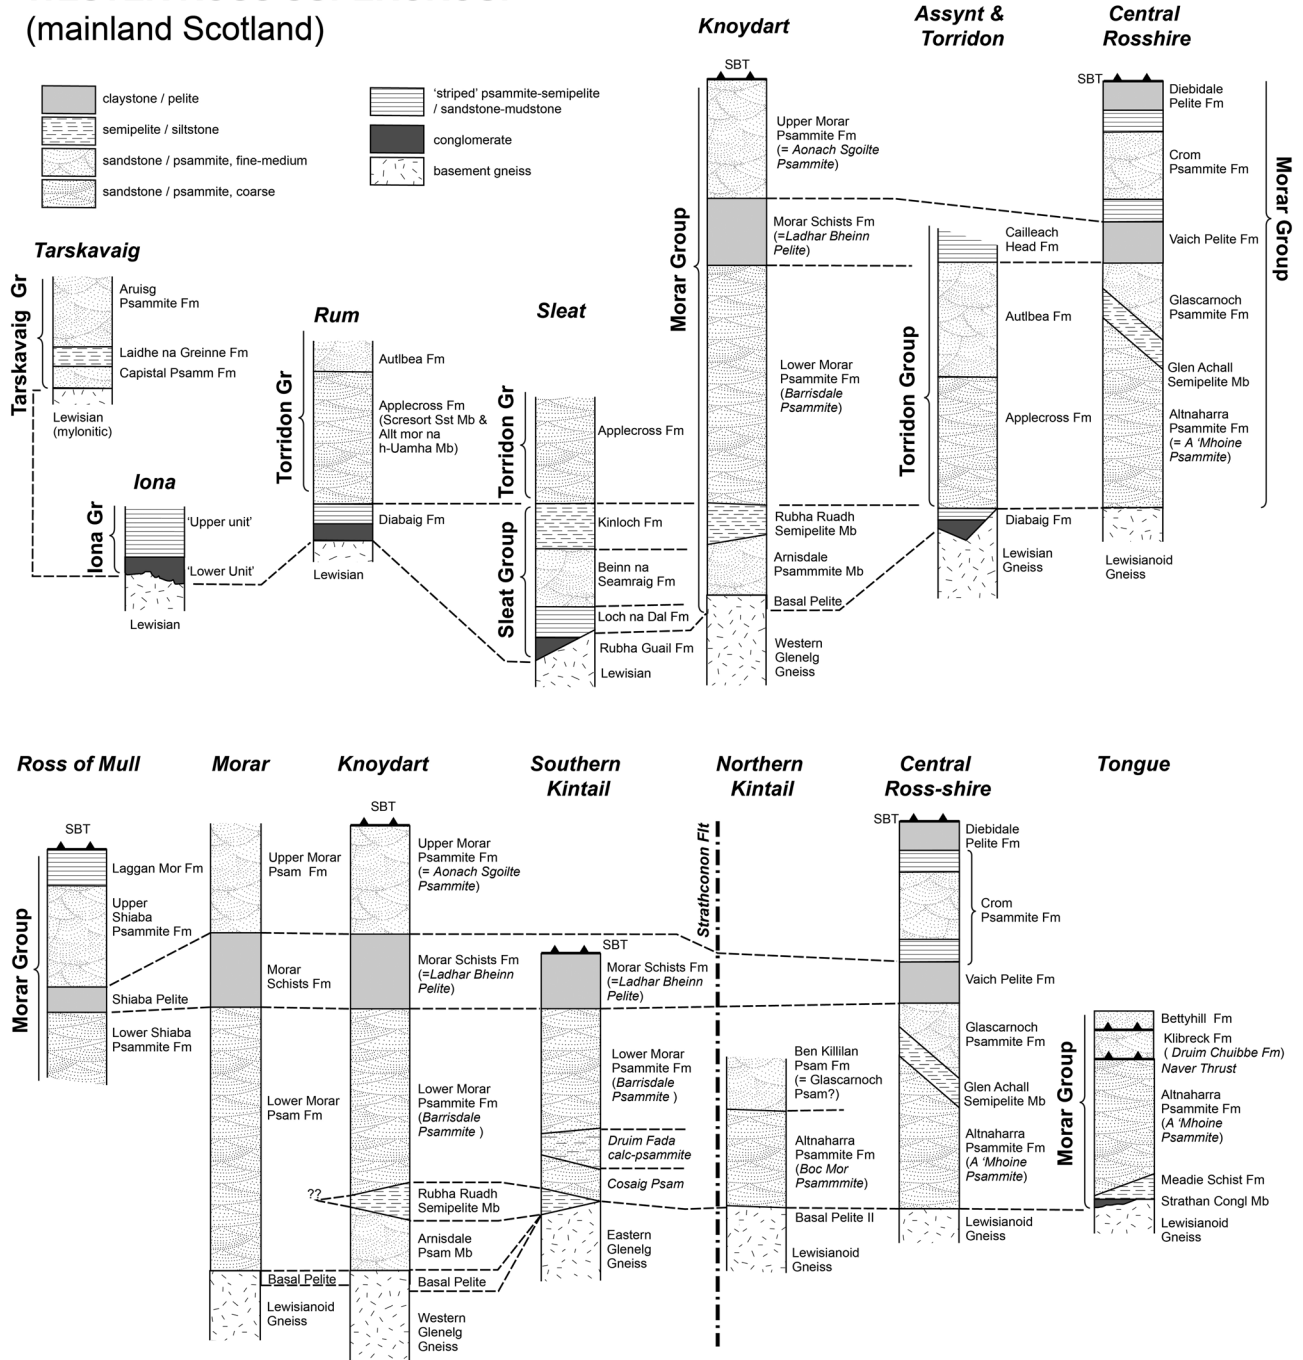 (mainland Scotland)
claystone / pelite
semipelite / siltstone
sandstone / psammite, fine-medium
sandstone / psammite, coarse
'striped' psammite-semipelite
/ sandstone-mudstone
conglomerate
basement gneiss
Tarskavaig
Tarskavaig Gr
Aruisg
Psammite Fm
Laidhe na Greinne Fm
Capistal Psamm Fm
Lewisian
(mylonitic)
Iona
Iona Gr
'Upper unit'
'Lower Unit'
Lewisian
Rum
Torridon Gr
Autlbea Fm
Applecross Fm
(Scresort Sst Mb &
Allt mor na
h-Uamha Mb)
Diabaig Fm
Lewisian
Sleat
Torridon Gr
Sleat Group
Applecross Fm
Kinloch Fm
Beinn na
Seamraig Fm
Loch na Dal Fm
Rubha Guail Fm
Lewisian
Knoydart
SBT
Morar Group
Upper Morar
Psammite Fm
(= Aonach Sgoilte
Psammite)
Morar Schists Fm
(=Ladhar Bheinn
Pelite)
Lower Morar
Psammite Fm
(Barrisdale
Psammite)
Rubha Ruadh
Semipelite Mb
Arnisdale
Psammmite Mb
Basal Pelite
Western
Glenelg
Gneiss
Assynt &
Torridon
Torridon Group
Cailleach
Head Fm
Autlbea Fm
Applecross Fm
Diabaig Fm
Lewisian
Gneiss
Central
Rosshire
SBT
Morar Group
Diebidale
Pelite Fm
Crom
Psammite Fm
Vaich Pelite Fm
Glascarnoch
Psammite Fm
Glen Achall
Semipelite Mb
Altnaharra
Psammite Fm
(= A 'Mhoine
Psammite)
Lewisianoid
Gneiss
Ross of Mull
SBT
Morar Group
Laggan Mor Fm
Upper
Shiaba
Psammite Fm
Shiaba Pelite
Lower Shiaba
Psammite Fm
Morar
Upper Morar
Psam Fm
Morar
Schists Fm
Lower Morar
Psam Fm
??
Basal Pelite
Lewisianoid
Gneiss
Knoydart
SBT
Upper Morar
Psammite Fm
(= Aonach Sgoilte
Psammite)
Morar Schists Fm
(=Ladhar Bheinn
Pelite)
Lower Morar
Psammite Fm
(Barrisdale
Psammite )
Rubha Ruadh
Semipelite Mb
Arnisdale
Psam Mb
Basal Pelite
Western
Glenelg
Gneiss
Southern
Kintail
SBT
Morar Schists Fm
(=Ladhar Bheinn
Pelite)
Lower Morar
Psammite Fm
(Barrisdale
Psammite )
Druim Fada
calc-psammite
Cosaig Psam
Eastern
Glenelg
Gneiss
Northern
Kintail
Strathconon Flt
Ben Killilan
Psam Fm
(= Glascarnoch
Psam?)
Altnaharra
Psammite Fm
(Boc Mor
Psammmite)
Basal Pelite II
Lewisianoid
Gneiss
Central
Ross-shire
SBT
Diebidale
Pelite Fm
Crom
Psammite Fm
Vaich Pelite Fm
Glascarnoch
Psammite Fm
Glen Achall
Semipelite Mb
Altnaharra
Psammite Fm
(A 'Mhoine
Psammite)
Lewisianoid
Gneiss
Tongue
Morar Group
Bettyhill Fm
Klibreck Fm
( Druim Chuibbe Fm)
Naver Thrust
Altnaharra
Psammite Fm
(A 'Mhoine
Psammite)
Meadie Schist Fm
Strathan Congl Mb
Lewisianoid
Gneiss